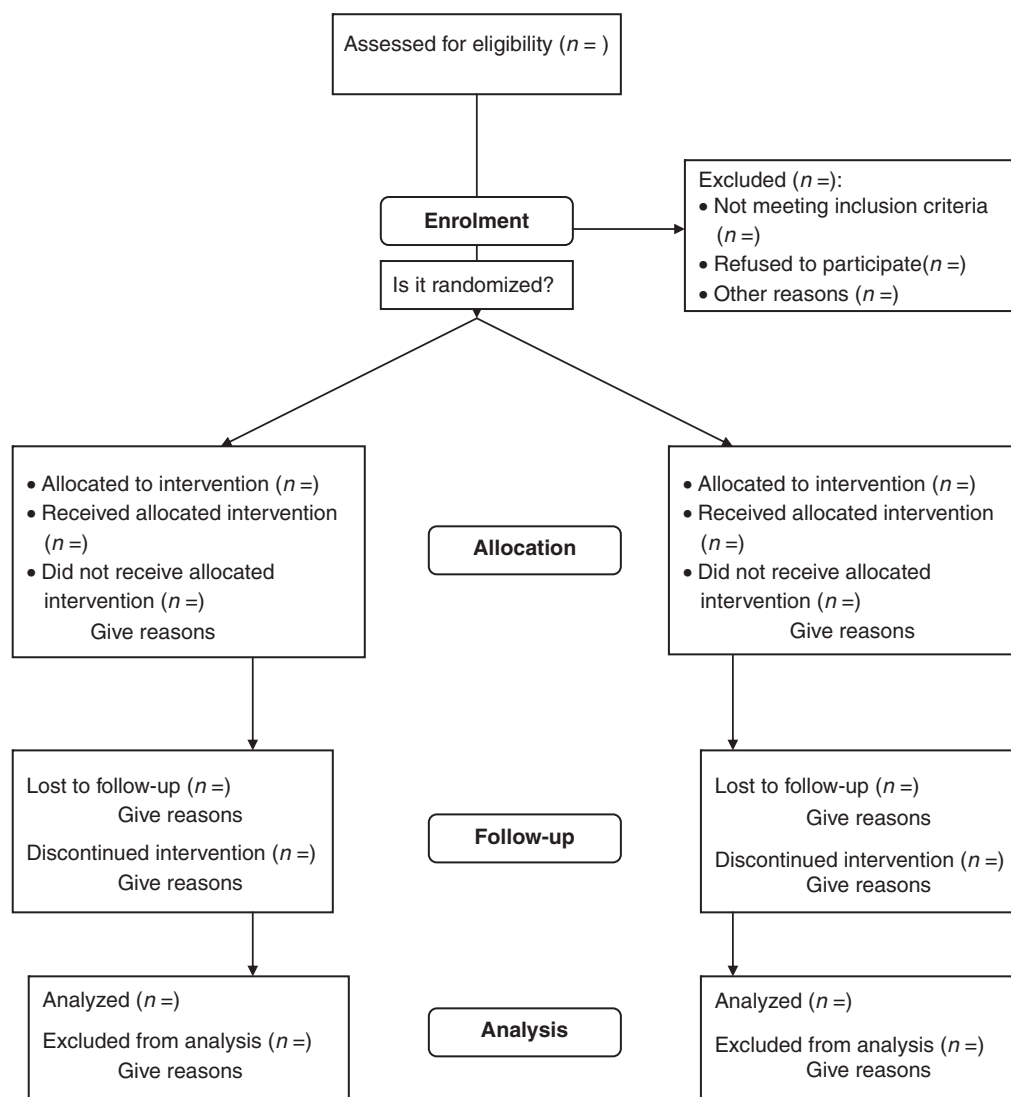 Assessed for eligibility (n = )
Enrolment
Excluded (n =):
• Not meeting inclusion criteria
(n =)
• Refused to participate(n =)
• Other reasons (n =)
Is it randomized?
• Allocated to intervention (n =)
• Received allocated intervention
(n =)
• Did not receive allocated
intervention (n =)
Give reasons
Allocation
• Allocated to intervention (n =)
• Received allocated intervention
(n =)
• Did not receive allocated
intervention (n =)
Give reasons
Lost to follow-up (n =)
Give reasons
Discontinued intervention (n =)
Give reasons
Follow-up
Lost to follow-up (n =)
Give reasons
Discontinued intervention (n =)
Give reasons
Analyzed (n =)
Excluded from analysis (n =)
Give reasons
Analysis
Analyzed (n =)
Excluded from analysis (n =)
Give reasons